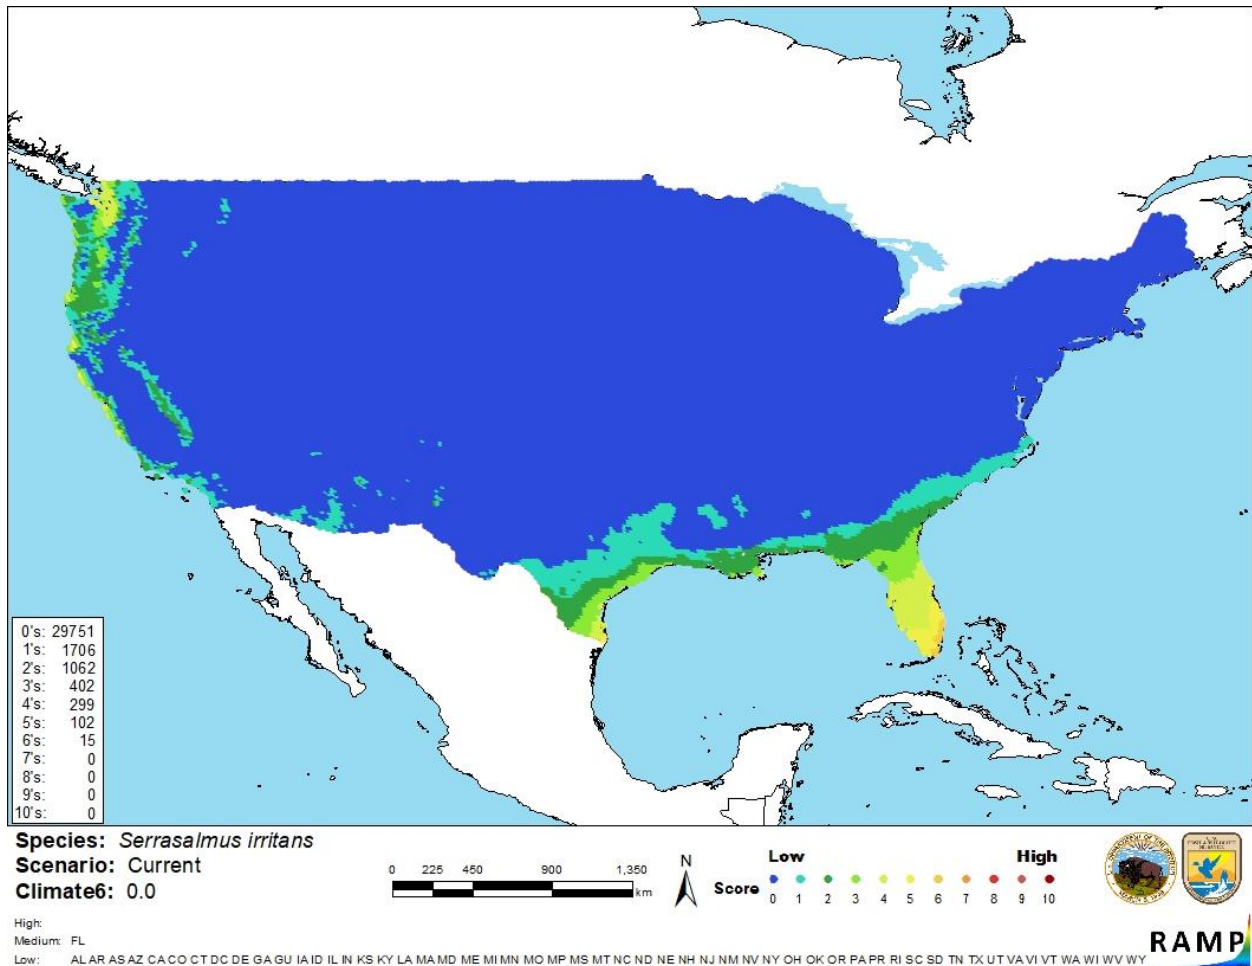 0's: 29751
1's: 1706
2's: 1062
3's: 402
4's: 299
5's: 102
6's: 15
7's: 0
8's: 0
9's: 0
10's: 0
Species: Serrasalmus irritans
Scenario: Current
Climate6: 0.0
0 225 450 900 1,350
km
N
Low High
Score
0 1 2 3 4 5 6 7 8 9 10
High:
Medium: FL
Low: AL AR AS AZ CA CO CT DC DE GA GU IA ID IL IN KS KY LA MA MD ME MI MN MO MP MS MT NC ND NE NH NJ NM NV NY OH OK OR PA PR RI SC SD TN TX UT VA VI VT WA WI WV WY
RAMP